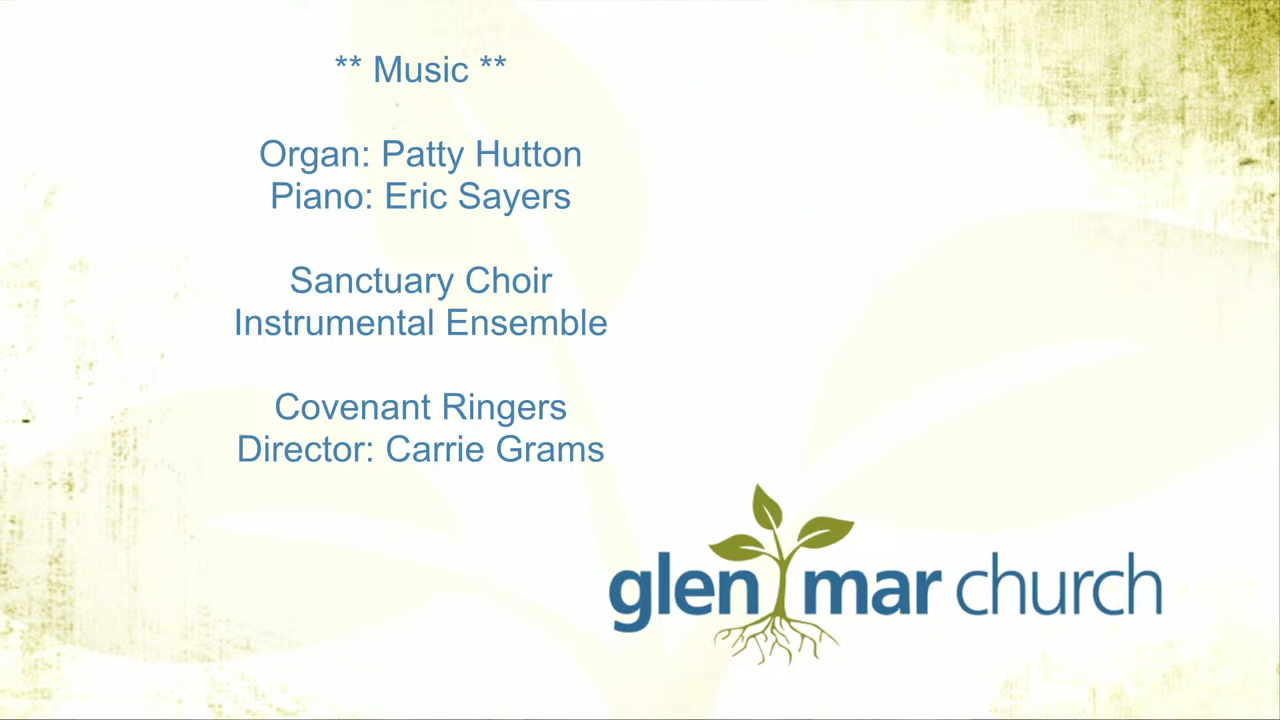 ** Music **
Organ: Patty Hutton
Piano: Eric Sayers
Sanctuary Choir
Instrumental Ensemble
Covenant Ringers
Director: Carrie Grams
glen mar church